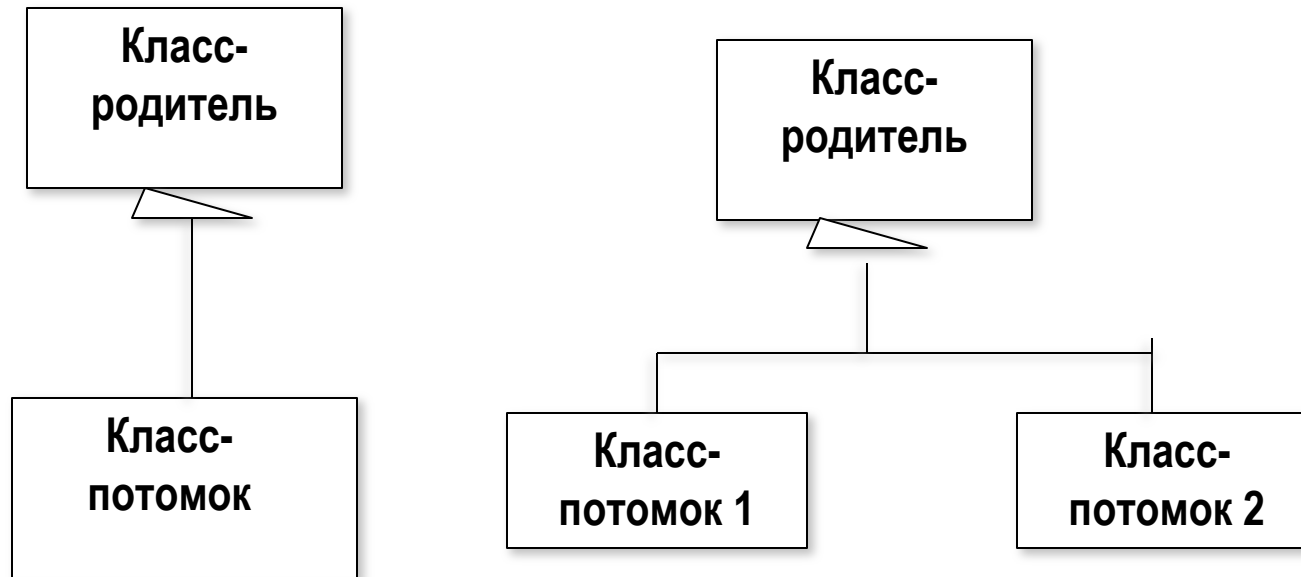 Класс-
родитель
Класс-
потомок
Класс-
родитель
Класс-
потомок 1
Класс-
потомок 2